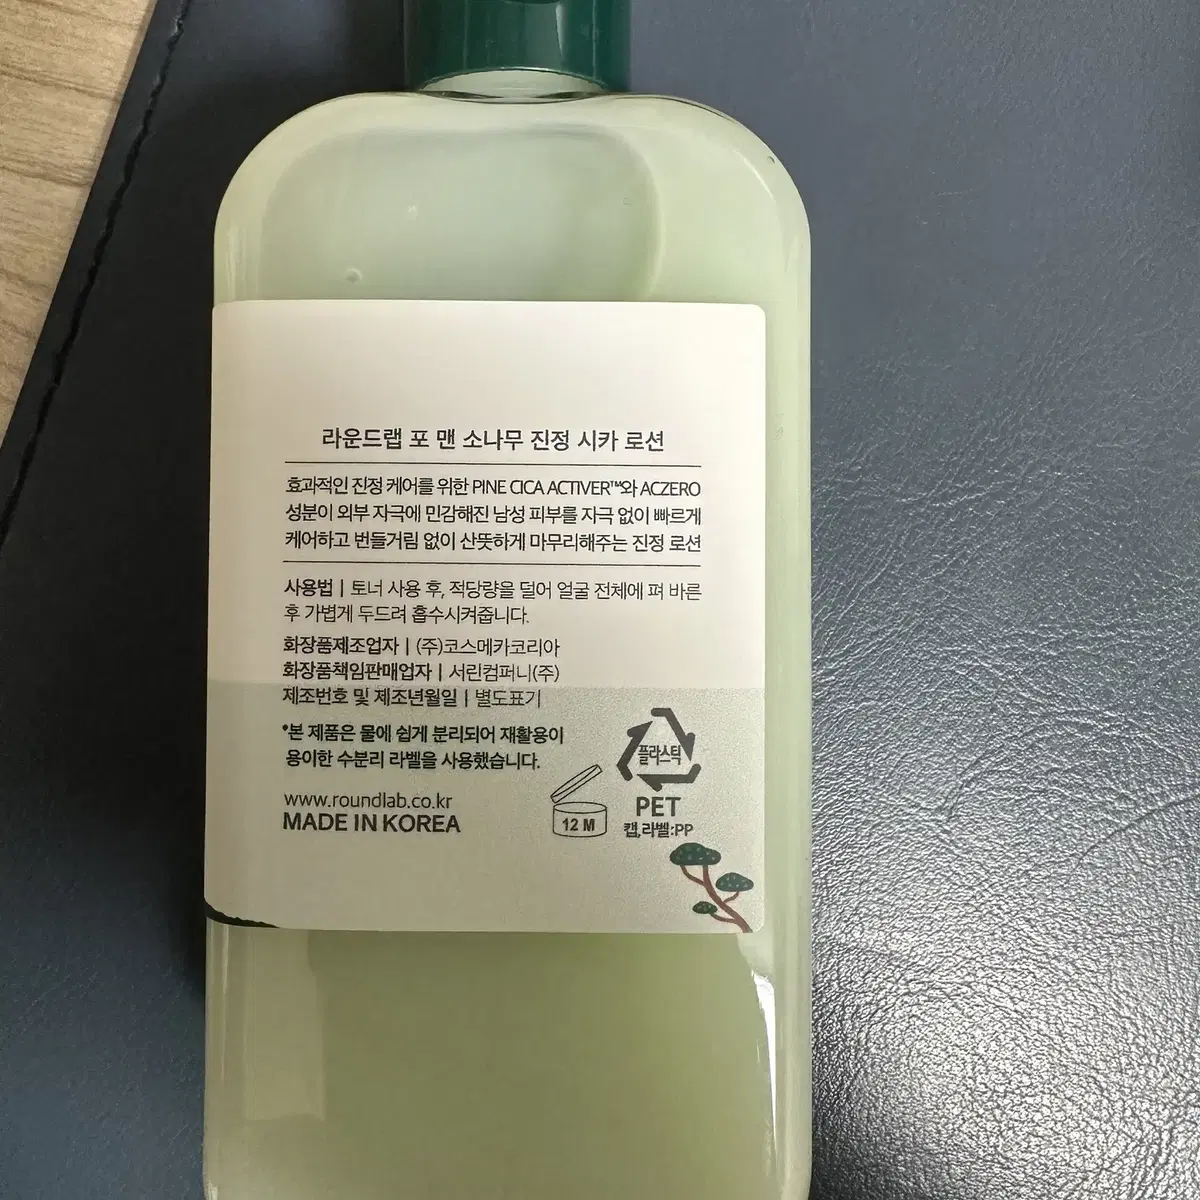 라운드랩 포 맨 소나무 진정 시카 로션
효과적인 진정 케어를 위한 PINE CICA ACTIVER™와 ACZERO
성분이 외부 자극에 민감해진 남성 피부를 자극 없이 빠르게
케어하고 번들거림 없이 산뜻하게 마무리해주는 진정 로션
사용법 | 토너 사용 후, 적당량을 덜어 얼굴 전체에 펴 바른
후 가볍게 두드려 흡수시켜줍니다.
화장품제조업자 | (주)코스메카코리아
화장품책임판매업자 | 서린컴퍼니(주)
제조번호 및 제조년월일 | 별도표기
*본 제품은 물에 쉽게 분리되어 재활용이
용이한 수분리 라벨을 사용했습니다.
www.roundlab.co.kr
MADE IN KOREA
12 M
플라스틱
PET
캡,라벨:PP